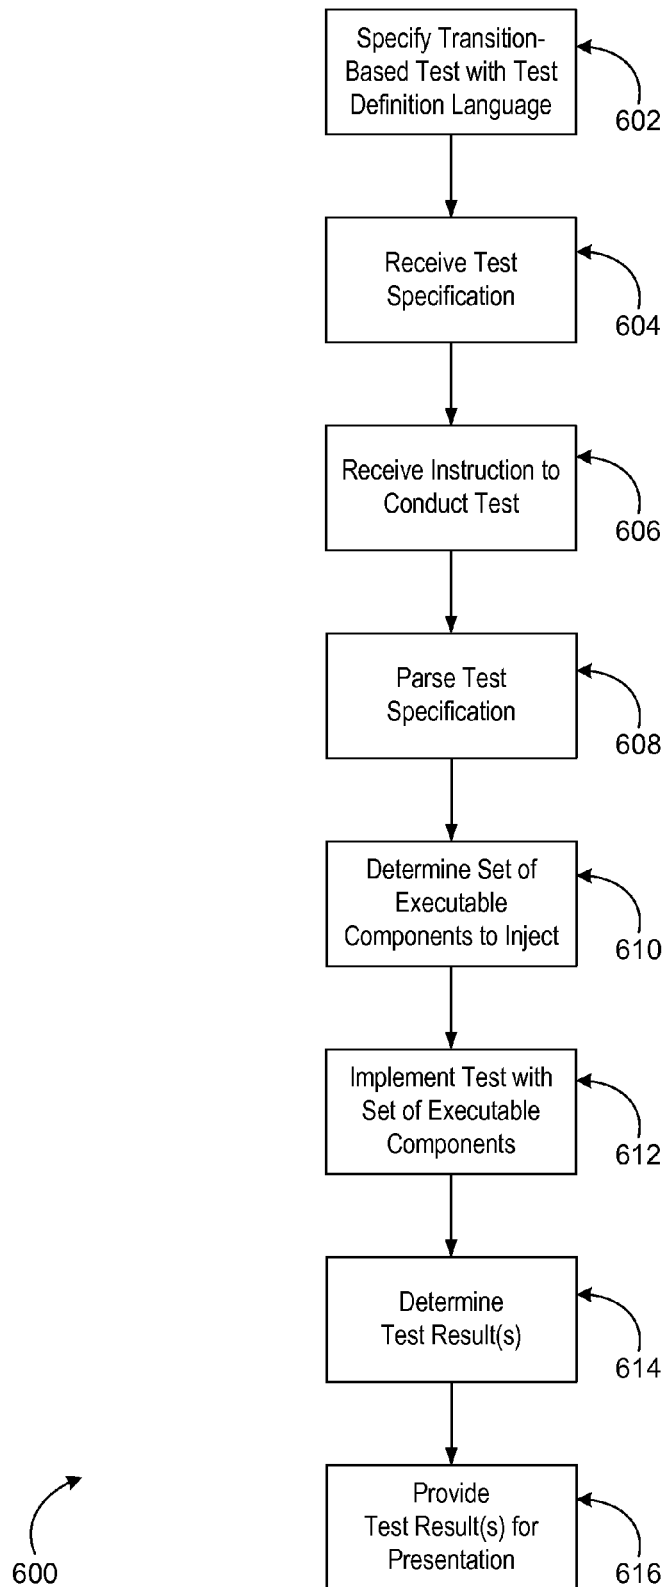 Specify Transition-
Based Test with Test
Definition Language
602
Receive Test
Specification
604
Receive Instruction to
Conduct Test
606
Parse Test
Specification
608
Determine Set of
Executable
Components to Inject
610
Implement Test with
Set of Executable
Components
612
Determine
Test Result(s)
614
Provide
Test Result(s) for
Presentation
616
600